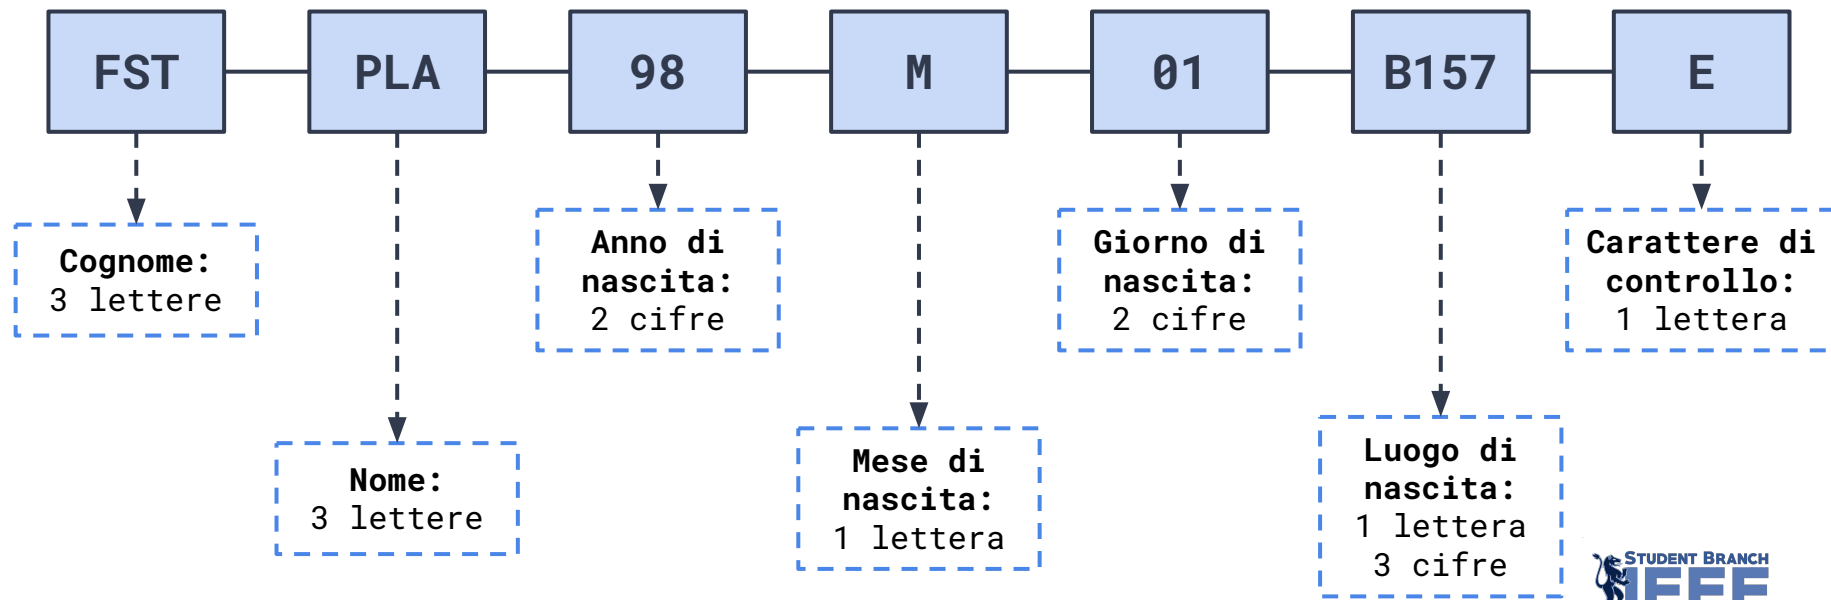 FST PLA 98 M 01 B157 E
Cognome:
3 lettere
Nome:
3 lettere
Anno di
nascita:
2 cifre
Mese di
nascita:
1 lettera
Giorno di
nascita:
2 cifre
Luogo di
nascita:
1 lettera
3 cifre
Carattere di
controllo:
1 lettera
STUDENT BRANCH
IEEE